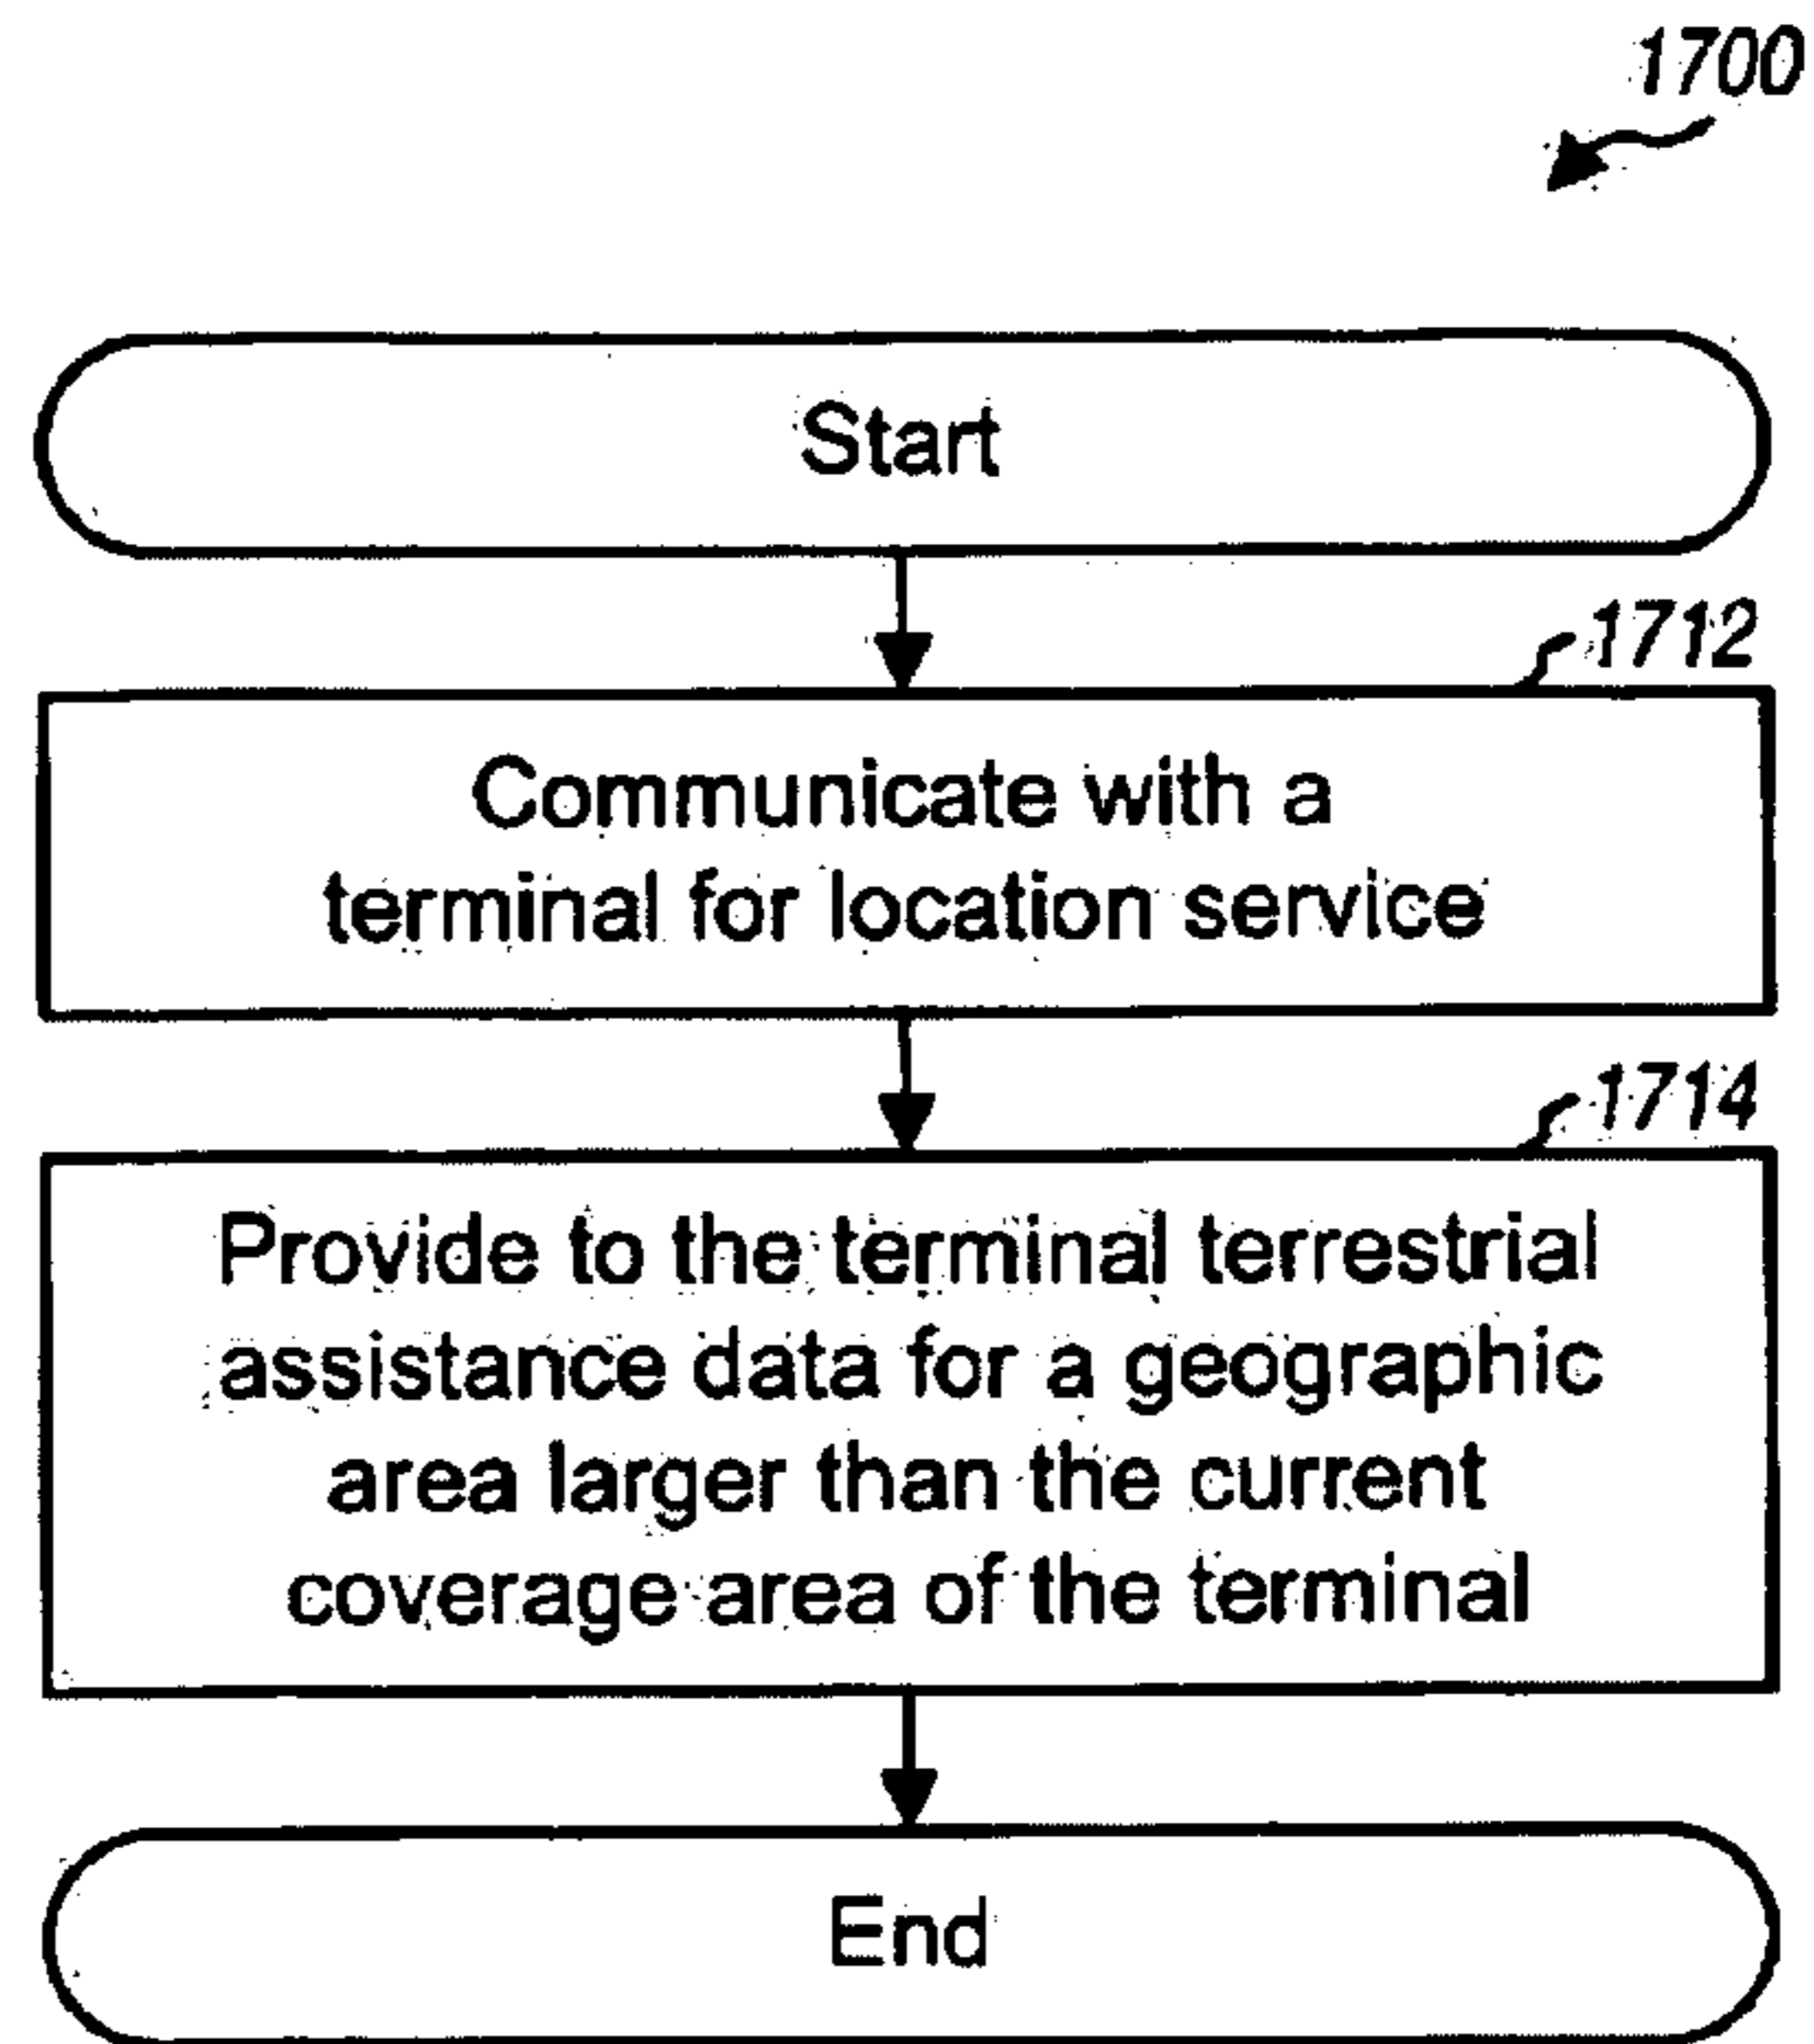 1700
Start
1712
Communicate with a
terminal for location service
1714
Provide to the terminal terrestrial
assistance data for a geographic
area larger than the current
coverage area of the terminal
End